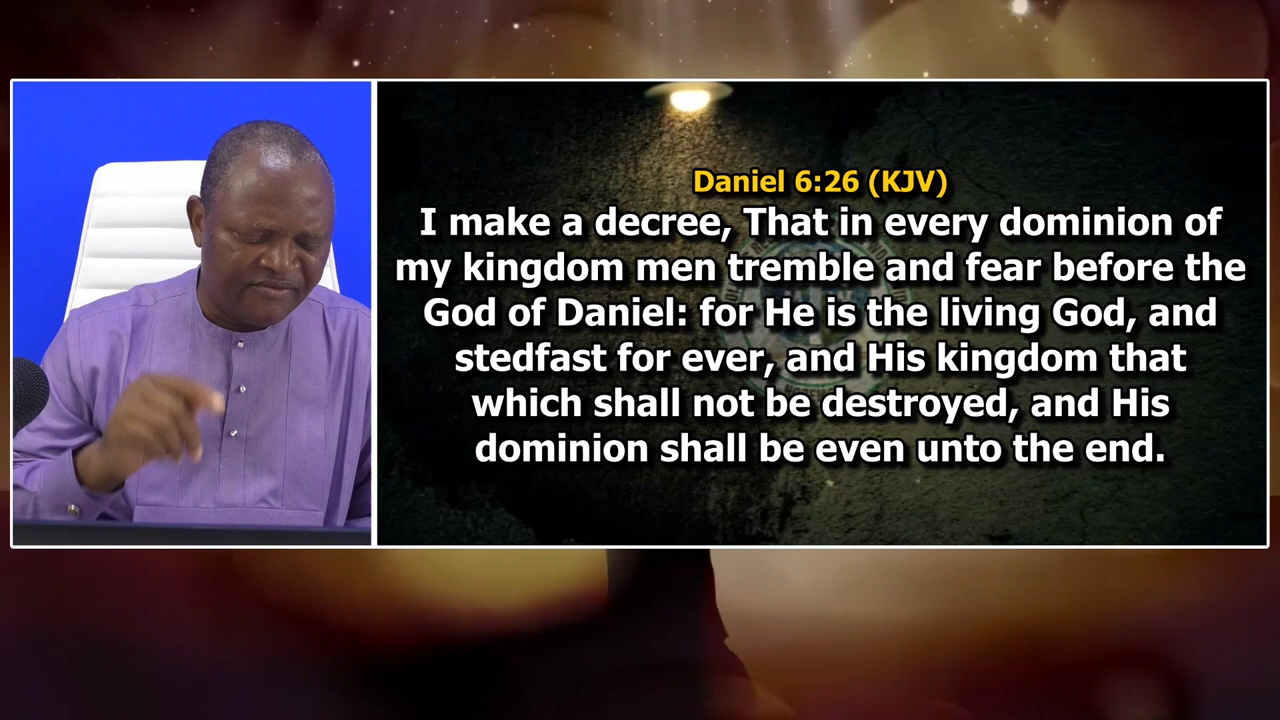 Daniel 6:26 (KJV)
I make a decree, That in every dominion of
my kingdom men tremble and fear before the
God of Daniel: for He is the living God, and
stedfast for ever, and His kingdom that
which shall not be destroyed, and His
dominion shall be even unto the end.